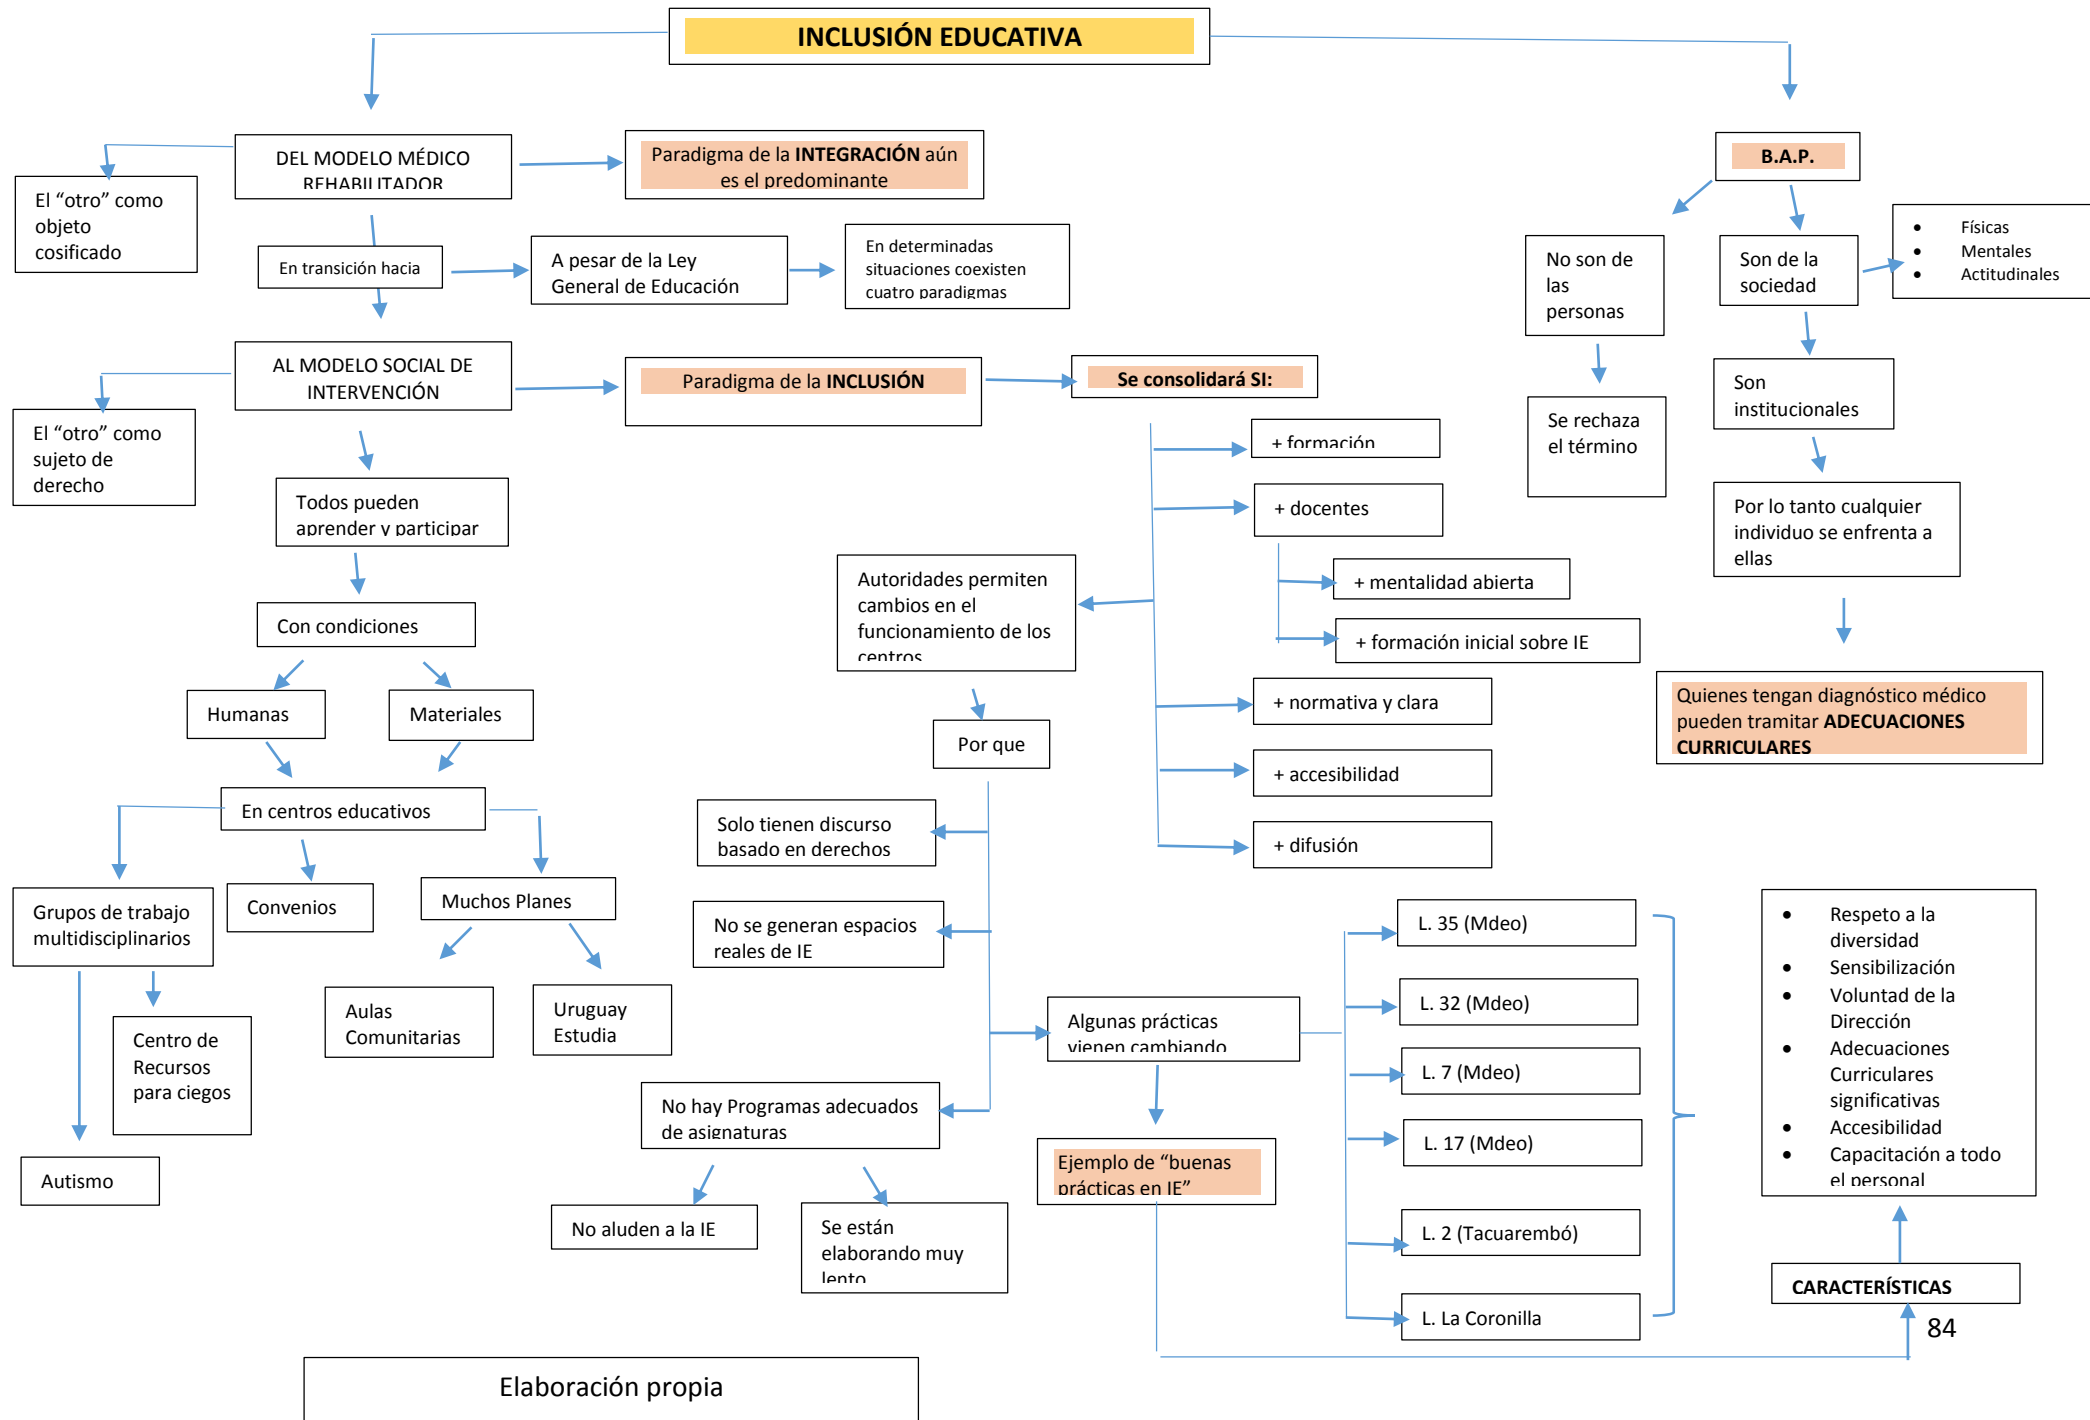 INCLUSIÓN EDUCATIVA
DEL MODELO MÉDICO
REHABILITADOR
Paradigma de la INTEGRACIÓN aún
es el predominante
El “otro” como
objeto
cosificado
En transición hacia
A pesar de la Ley
General de Educación
En determinadas
situaciones coexisten
cuatro paradigmas
AL MODELO SOCIAL DE
INTERVENCIÓN
Paradigma de la INCLUSIÓN
Se consolidará SI:
El “otro” como
sujeto de
derecho
Todos pueden
aprender y participar
Con condiciones
Humanas
Materiales
En centros educativos
Grupos de trabajo
multidisciplinarios
Convenios
Muchos Planes
Centro de
Recursos
para ciegos
Autismo
Aulas
Comunitarias
Uruguay
Estudia
+ formación
+ docentes
+ mentalidad abierta
+ formación inicial sobre IE
+ normativa y clara
+ accesibilidad
+ difusión
Autoridades permiten
cambios en el
funcionamiento de los
centros
Por que
Solo tienen discurso
basado en derechos
No se generan espacios
reales de IE
Algunas prácticas
vienen cambiando
No hay Programas adecuados
de asignaturas
No aluden a la IE
Se están
elaborando muy
lento
Ejemplo de “buenas
prácticas en IE”
L. 35 (Mdeo)
L. 32 (Mdeo)
L. 7 (Mdeo)
L. 17 (Mdeo)
L. 2 (Tacuarembó)
L. La Coronilla
B.A.P.
No son de
las
personas
Se rechaza
el término
Son de la
sociedad
• Físicas
• Mentales
• Actitudinales
Son
institucionales
Por lo tanto cualquier
individuo se enfrenta a
ellas
Quienes tengan diagnóstico médico
pueden tramitar ADECUACIONES
CURRICULARES
• Respeto a la
diversidad
• Sensibilización
• Voluntad de la
Dirección
• Adecuaciones
Curriculares
significativas
• Accesibilidad
• Capacitación a todo
el personal
CARACTERÍSTICAS
84
Elaboración propia